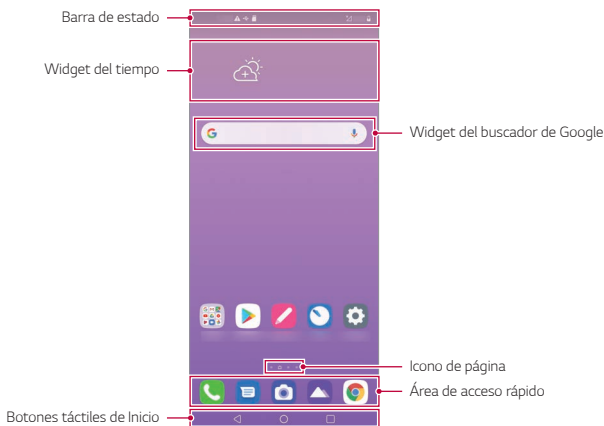 Barra de estado
Widget del tiempo
Widget del buscador de Google
Icono de página
Área de acceso rápido
Botones táctiles de Inicio